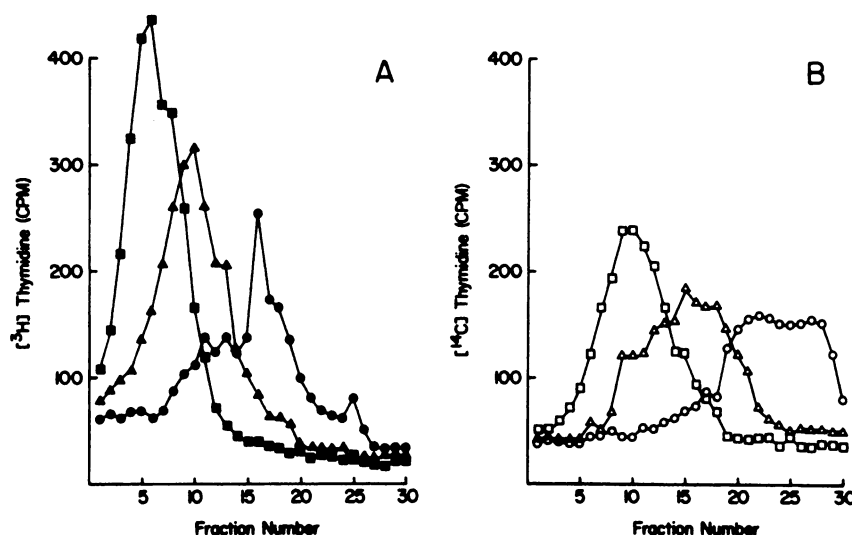 A
[³H] Thymidine (CPM)
400
300
200
100
5 10 15 20 25 30
Fraction Number
B
[¹⁴C] Thymidine (CPM)
400
300
200
100
5 10 15 20 25 30
Fraction Number